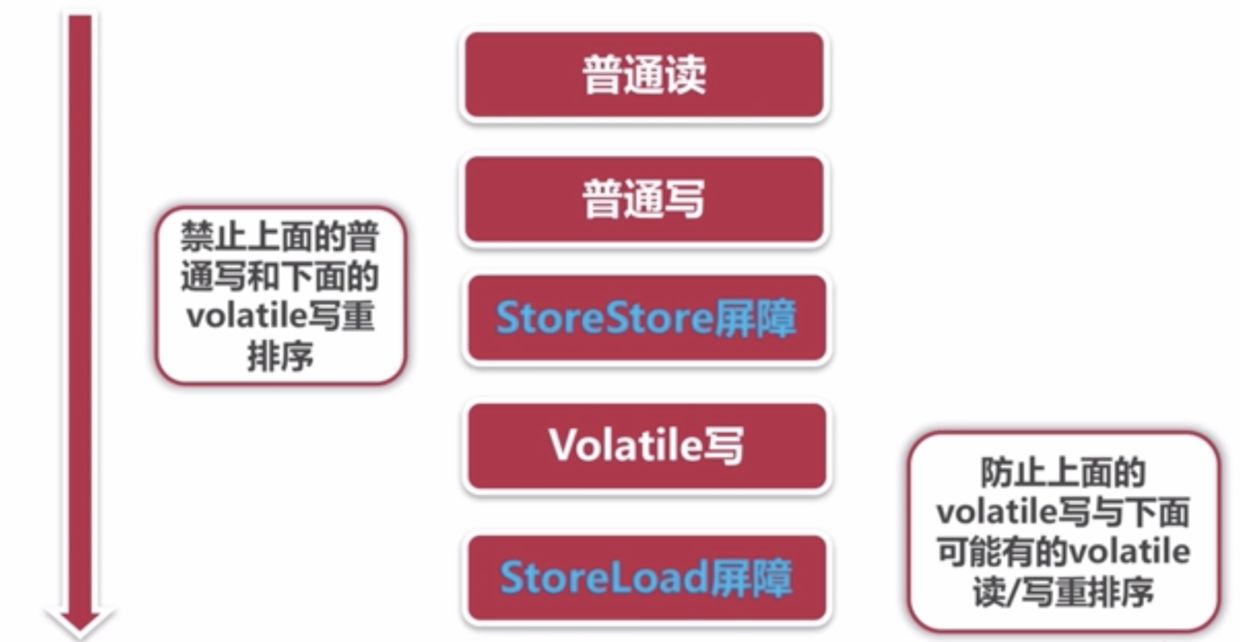 普通读
普通写
禁止上面的普
通写和下面的
volatile写重
排序
StoreStore屏障
Volatile写
防止上面的
volatile写与下面
可能有的volatile
读/写重排序
StoreLoad屏障